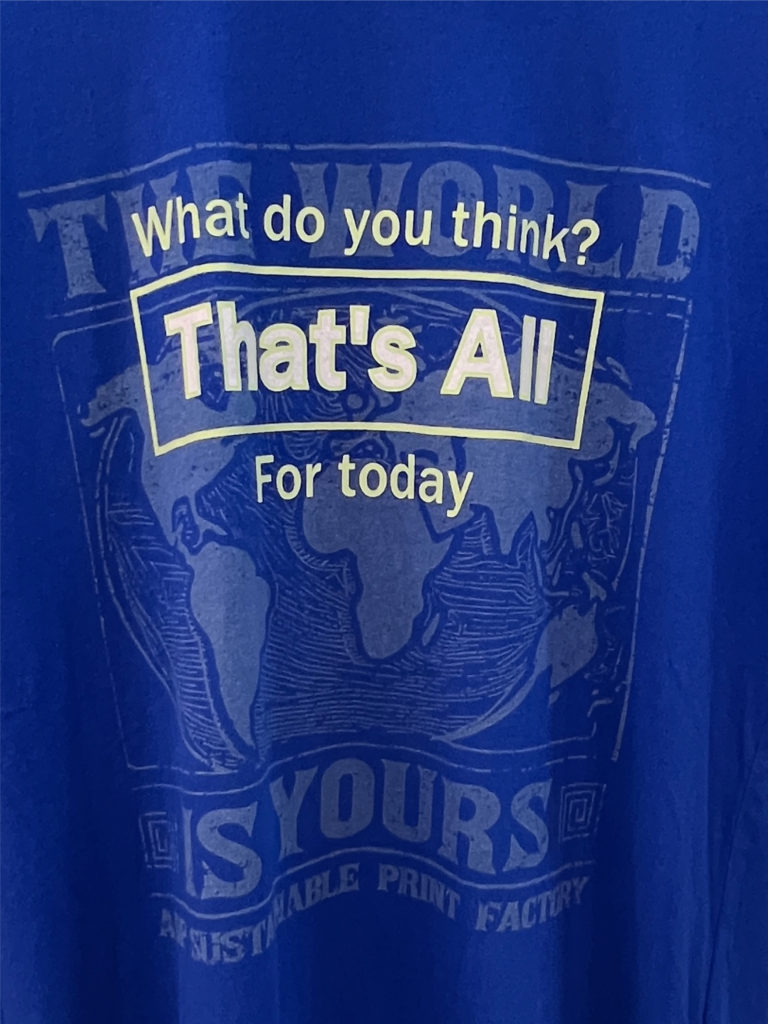 THE WORLD
What do you think?
That's All
For today
IS YOURS
SUSTAINABLE PRINT FACTORY